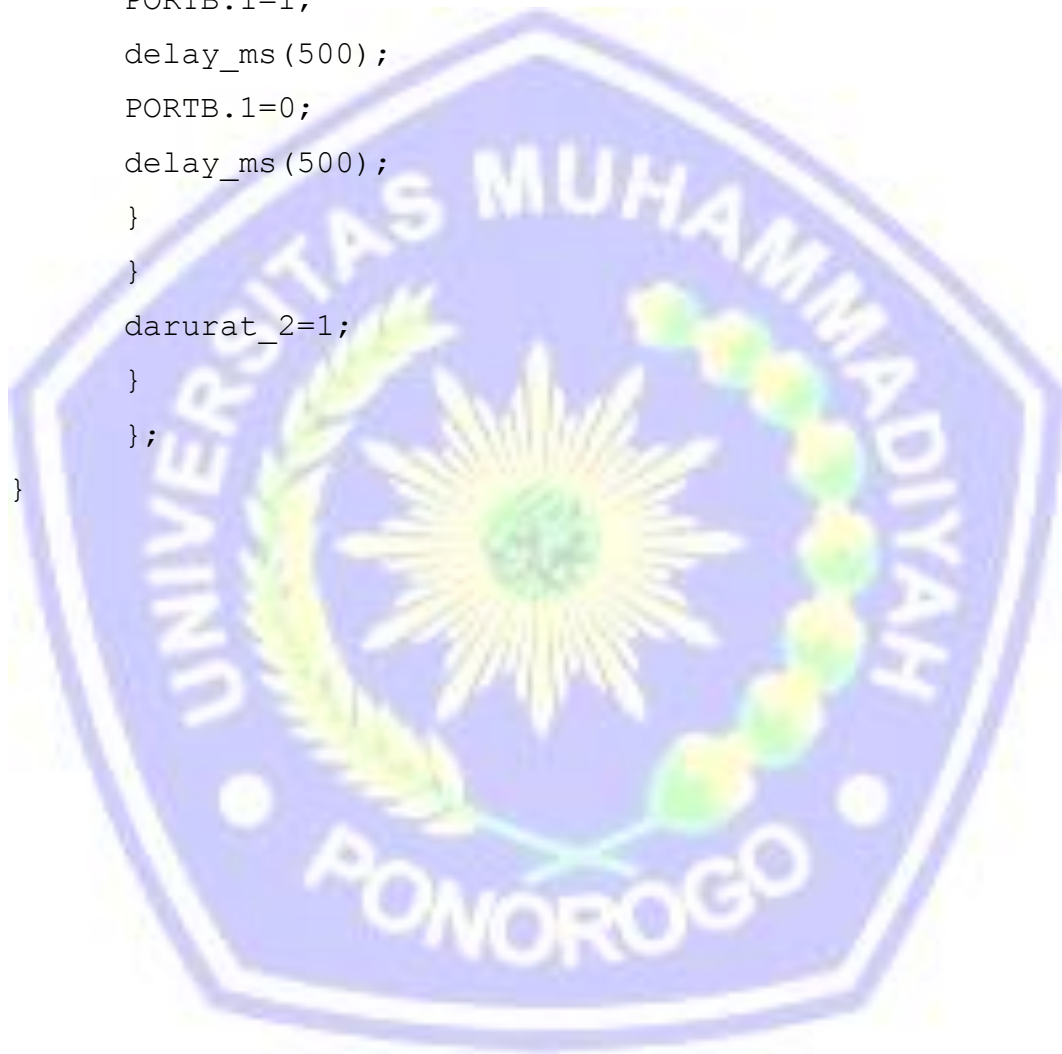 PORTB.1=1;
delay_ms(500);
PORTB.1=0;
delay_ms(500);
}
}
darurat_2=1;
}
};
}
UNIVERSITAS MUHAMMADIYAH
PONOROGO